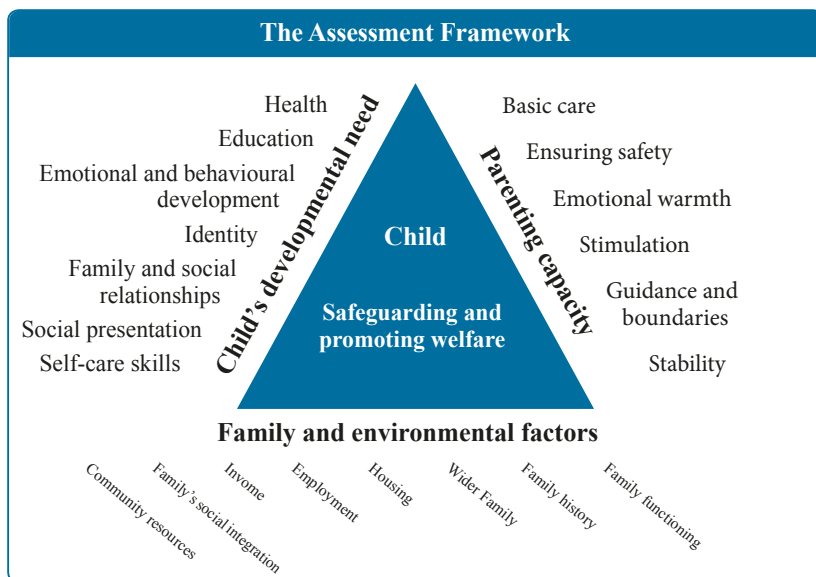 The Assessment Framework
Health
Education
Emotional and behavioural
development
Identity
Family and social
relationships
Social presentation
Self-care skills
Child's developmental need
Child
Safeguarding and
promoting welfare
Parenting capacity
Basic care
Ensuring safety
Emotional warmth
Stimulation
Guidance and
boundaries
Stability
Family and environmental factors
Community resources
Family's social integration
Invome
Employment
Housing
Wider Family
Family history
Family functioning